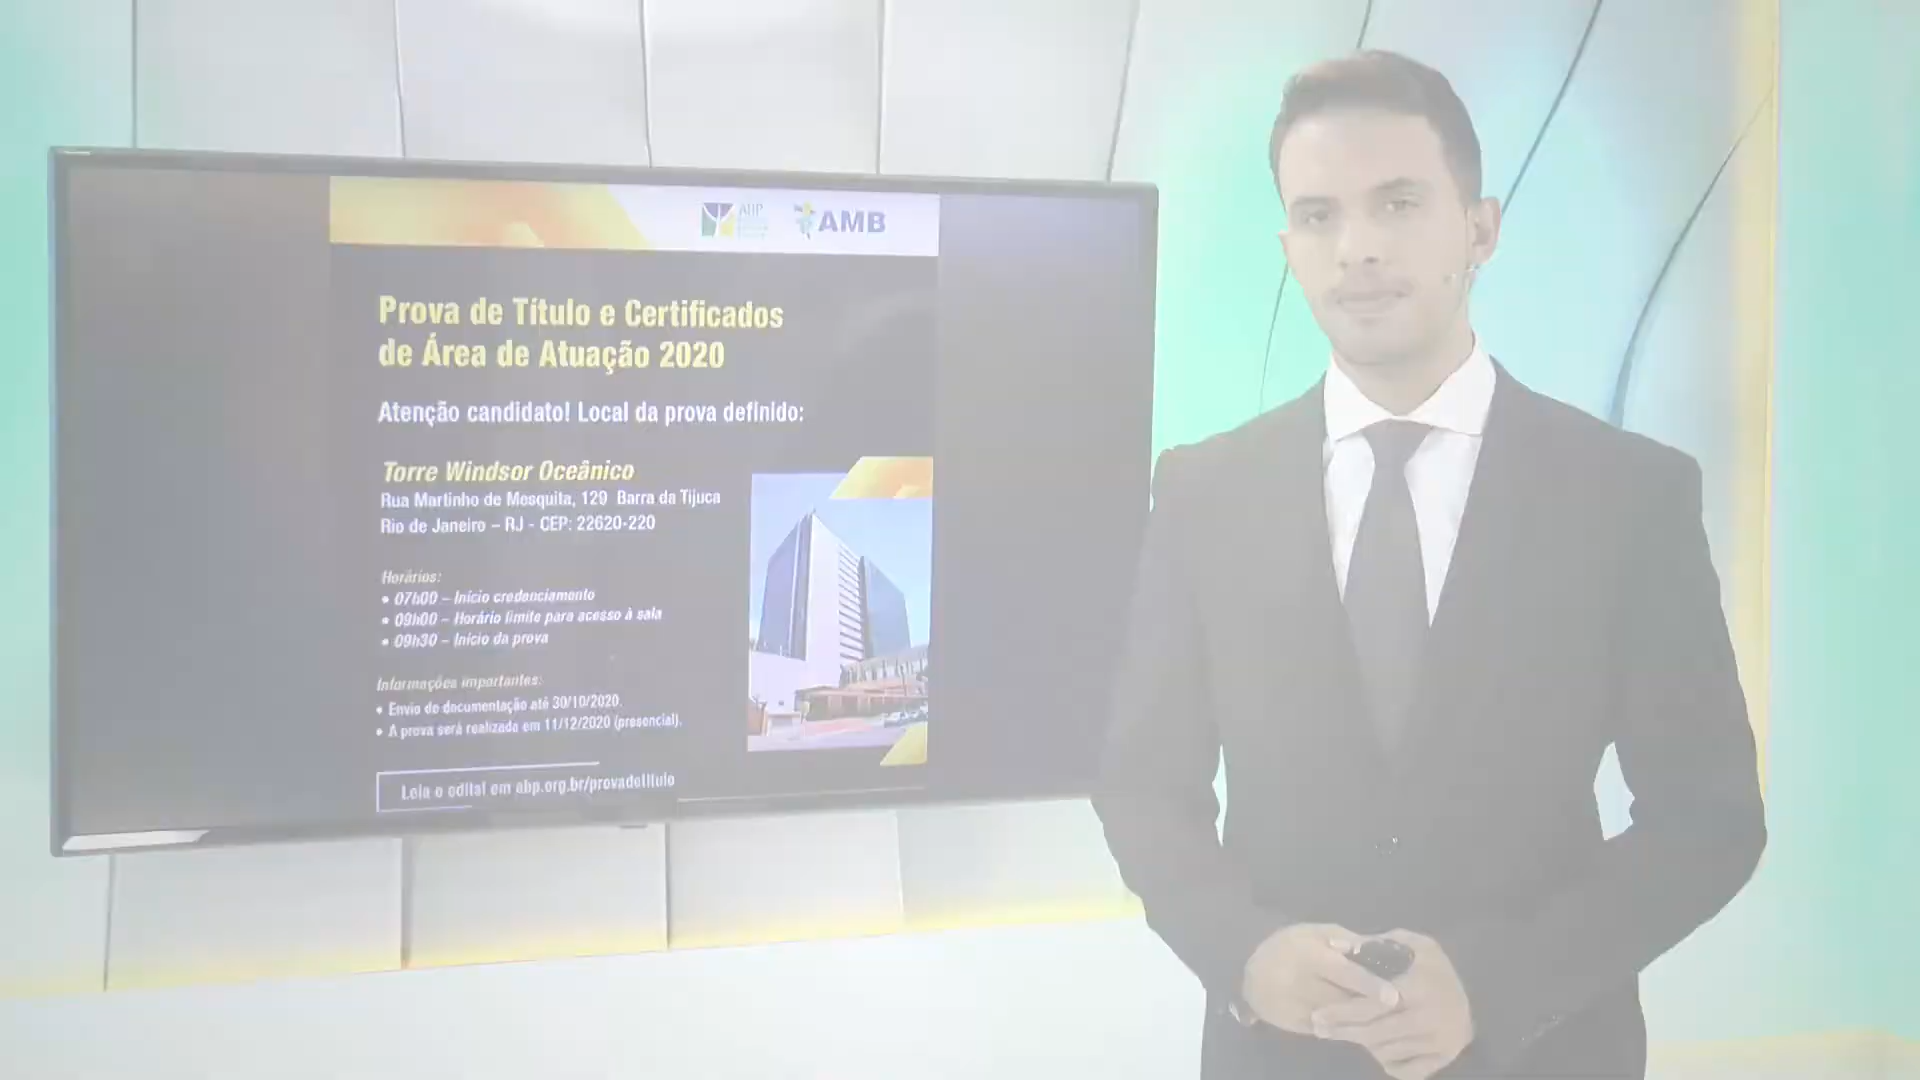 ABP
AMB
Prova de Título e Certificados
de Área de Atuação 2020
Atenção candidato! Local da prova definido:
Torre Windsor Oceânico
Rua Martinho de Mesquita, 129 Barra da Tijuca
Rio de Janeiro – RJ - CEP: 22620-220
Horários:
• 07h00 – Início credenciamento
• 09h00 – Horário limite para acesso à sala
• 09h30 – Início da prova
Informações importantes:
• Envio de documentação até 30/10/2020.
• A prova será realizada em 11/12/2020 (presencial).
Leia o edital em abp.org.br/provadetitulo